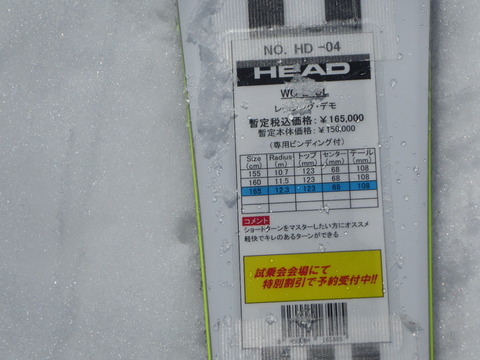 NO. HD -04
HEAD
レーシング・デモ
暫定税込価格：￥165,000
暫定本体価格：￥150,000
（専用ビンディング付）
Size (cm) Radius (m) トップ (mm) センター (mm) テール (mm)
155 10.7 123 68 108
160 11.5 123 68 108
165 12.3 123 68 108
コメント
ショートターンをマスターしたい方にオススメ
軽快でキレのあるターンができる
試乗会会場にて
特別割引で予約受付中!!